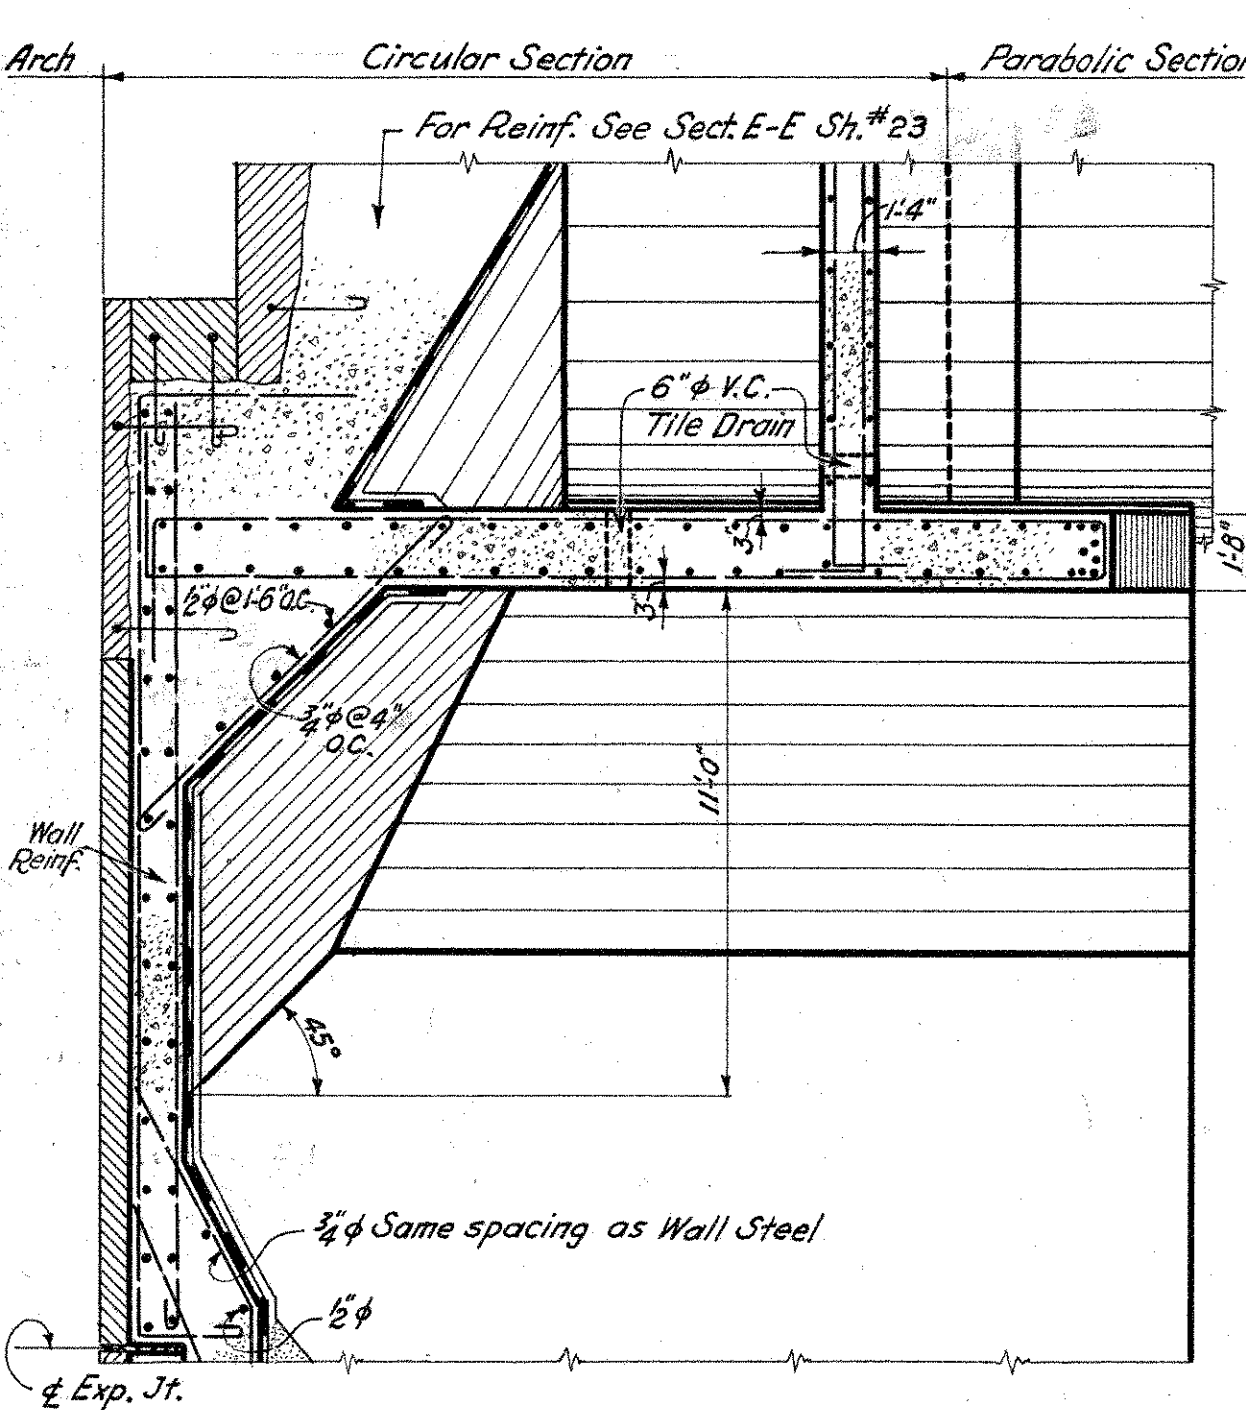 Arch
Circular Section
Parabolic Section
For Reinf. See Sect. E-E Sh.#23
1'-4"
6"φ V.C.
Tile Drain
3"
1'-8"
3"
½"φ@1'-6"O.C.
¾"φ@4"
O.C.
11'-0"
Wall
Reinf.
45°
¾"φ Same spacing as Wall Steel
½"φ
℄ Exp. Jt.